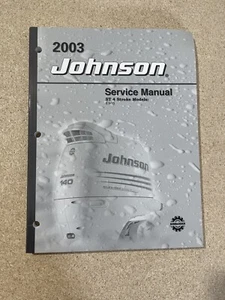 2003
Johnson
Service Manual
ST 4 Stroke Models:
Johnson
140